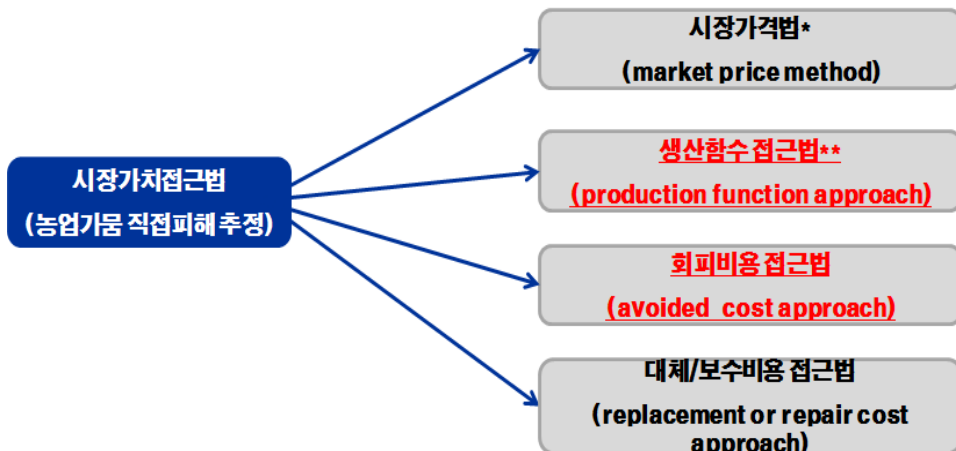 시장가격법*
(market price method)
생산함수 접근법**
(production function approach)
시장가치접근법
(농업가뭄 직접피해 추정)
회피비용 접근법
(avoided cost approach)
대체/보수비용 접근법
(replacement or repair cost
approach)